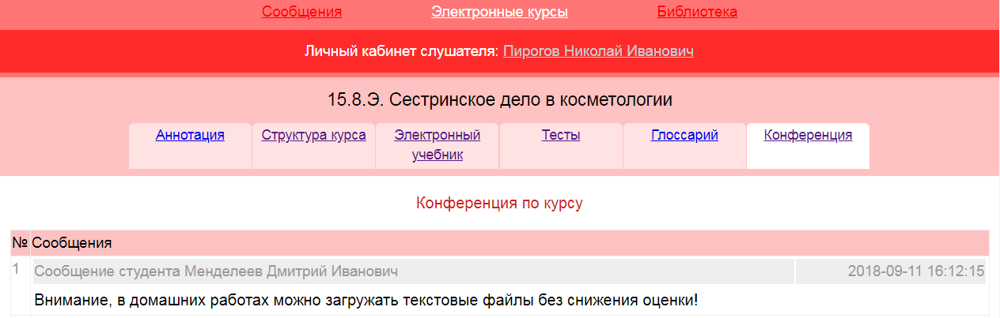 Сообщения Электронные курсы Библиотека
Личный кабинет слушателя: Пирогов Николай Иванович
15.8.Э. Сестринское дело в косметологии
Аннотация Структура курса Электронный учебник Тесты Глоссарий Конференция
Конференция по курсу
№ Сообщения
1 Сообщение студента Менделеев Дмитрий Иванович 2018-09-11 16:12:15
Внимание, в домашних работах можно загружать текстовые файлы без снижения оценки!